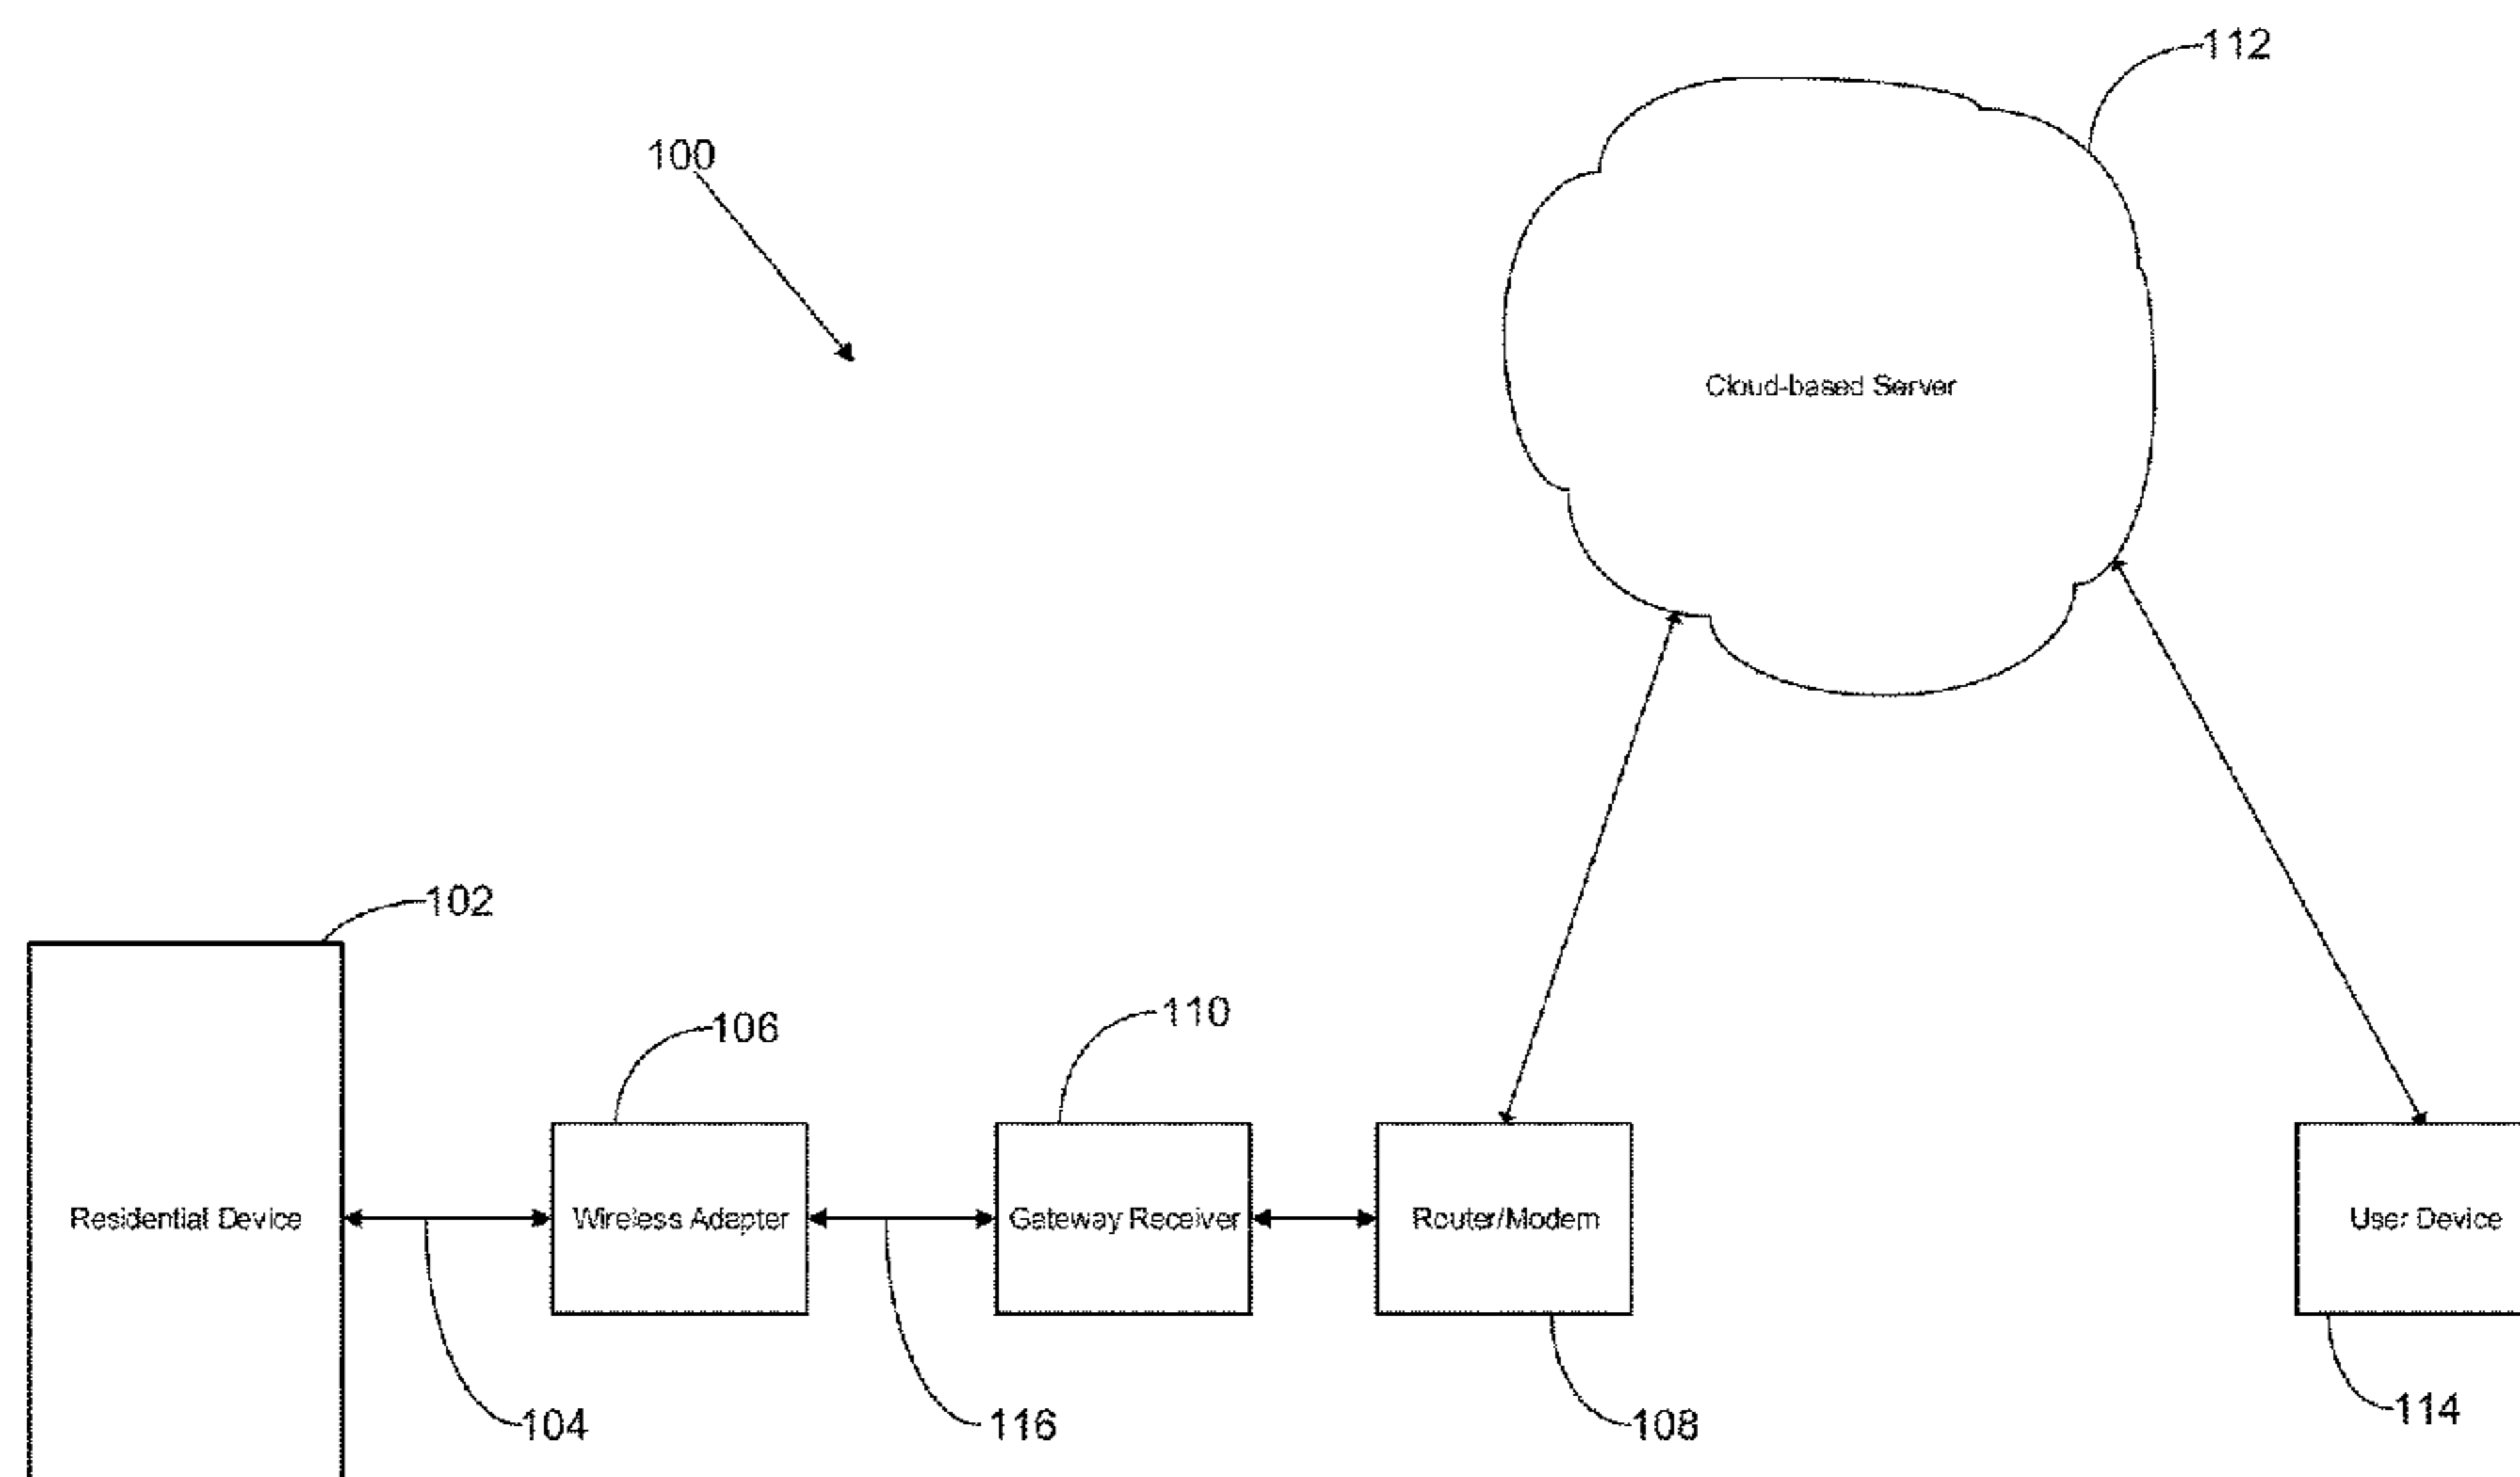 112
100
Cloud-based Server
102
106
110
Residential Device
Wireless Adapter
Gateway Receiver
Router/Modem
User Device
104
116
108
114